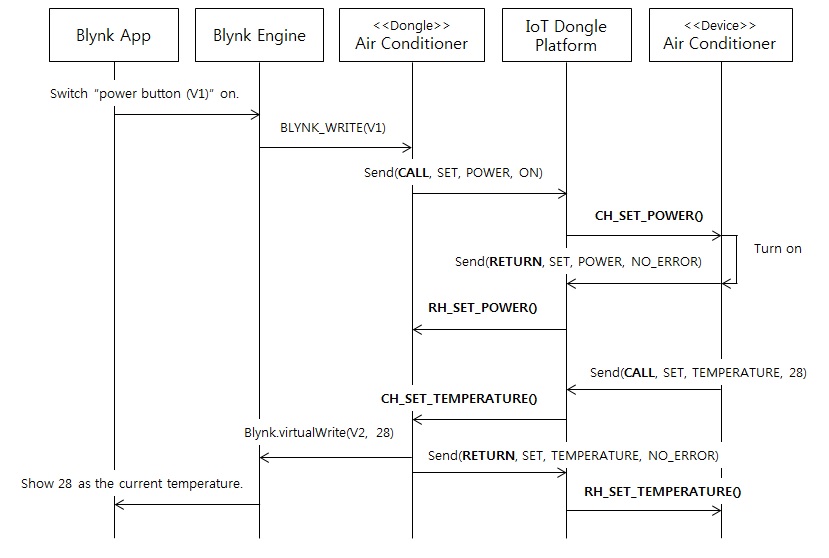 Blynk App
Blynk Engine
<<Dongle>>
Air Conditioner
IoT Dongle
Platform
<<Device>>
Air Conditioner
Switch “power button (V1)” on.
BLYNK_WRITE(V1)
Send(CALL, SET, POWER, ON)
CH_SET_POWER()
Turn on
Send(RETURN, SET, POWER, NO_ERROR)
RH_SET_POWER()
Send(CALL, SET, TEMPERATURE, 28)
CH_SET_TEMPERATURE()
Blynk.virtualWrite(V2, 28)
Send(RETURN, SET, TEMPERATURE, NO_ERROR)
Show 28 as the current temperature.
RH_SET_TEMPERATURE()